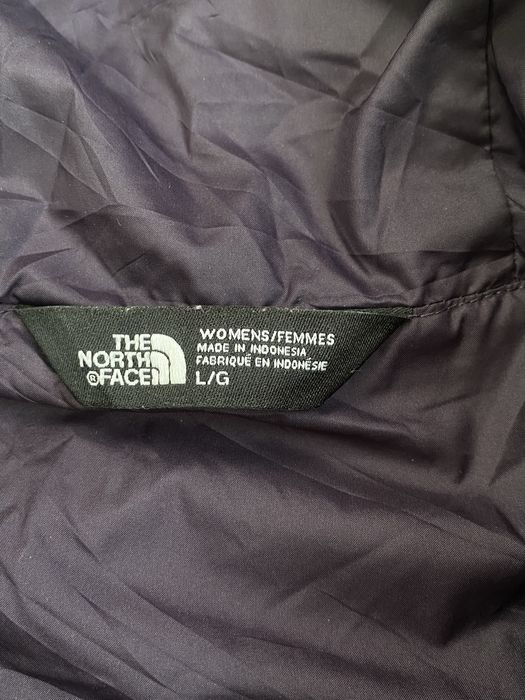 THE
NORTH
®FACE
WOMENS/FEMMES
MADE IN INDONESIA
FABRIQUÉ EN INDONÉSIE
L/G